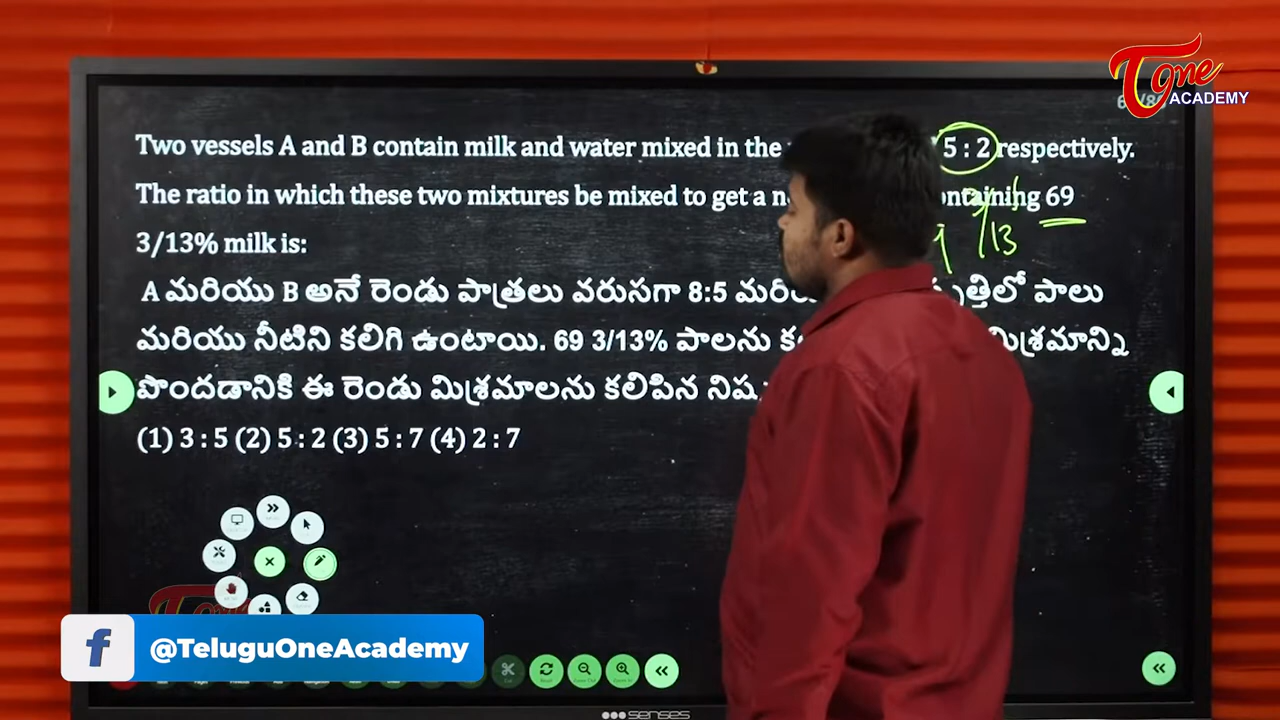 Tone
ACADEMY
Two vessels A and B contain milk and water mixed in the 5 : 2 respectively.
The ratio in which these two mixtures be mixed to get a 69
3/13% milk is:
A మరియు B అనే రెండు పాత్రలు వరుసగా 8:5 పాలు
మరియు నీటిని కలిగి ఉంటాయి. 69 3/13% పాలను మిశ్రమాన్ని
పొందడానికి ఈ రెండు మిశ్రమాలను కలిపిన
(1) 3 : 5 (2) 5 : 2 (3) 5 : 7 (4) 2 : 7
@TeluguOneAcademy
senses